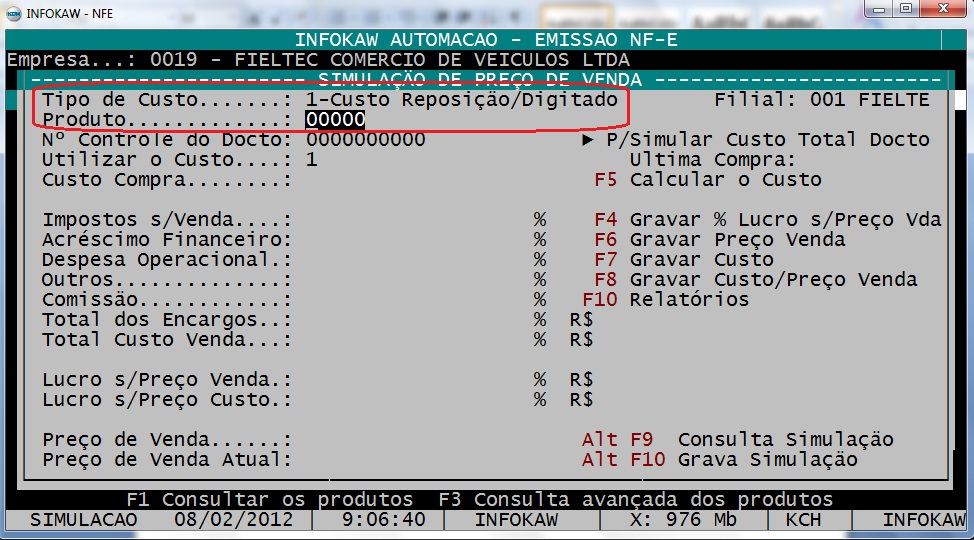 INFOKAW - NFE
INFOKAW AUTOMACAO - EMISSAO NF-E
Empresa...: 0019 - FIELTEC COMERCIO DE VEICULOS LTDA
SIMULAÇÄO DE PREÇO DE VENDA
Tipo de Custo.......: 1-Custo Reposição/Digitado Filial: 001 FIELTE
Produto.............: 00000
Nº Controle do Docto: 0000000000 ► P/Simular Custo Total Docto
Utilizar o Custo....: 1 Ultima Compra:
Custo Compra........: F5 Calcular o Custo
Impostos s/Venda....: % F4 Gravar % Lucro s/Preço Vda
Acréscimo Financeiro: % F6 Gravar Preço Venda
Despesa Operacional.: % F7 Gravar Custo
Outros..............: % F8 Gravar Custo/Preço Venda
Comissäo............: % F10 Relatórios
Total dos Encargos..: % R$
Total Custo Venda...: % R$
Lucro s/Preço Venda.: % R$
Lucro s/Preço Custo.: % R$
Preço de Venda......: Alt F9 Consulta Simulaçäo
Preço de Venda Atual: Alt F10 Grava Simulaçäo
F1 Consultar os produtos F3 Consulta avançada dos produtos
SIMULACAO 08/02/2012 | 9:06:40 | INFOKAW | X: 976 Mb | KCH | INFOKAW